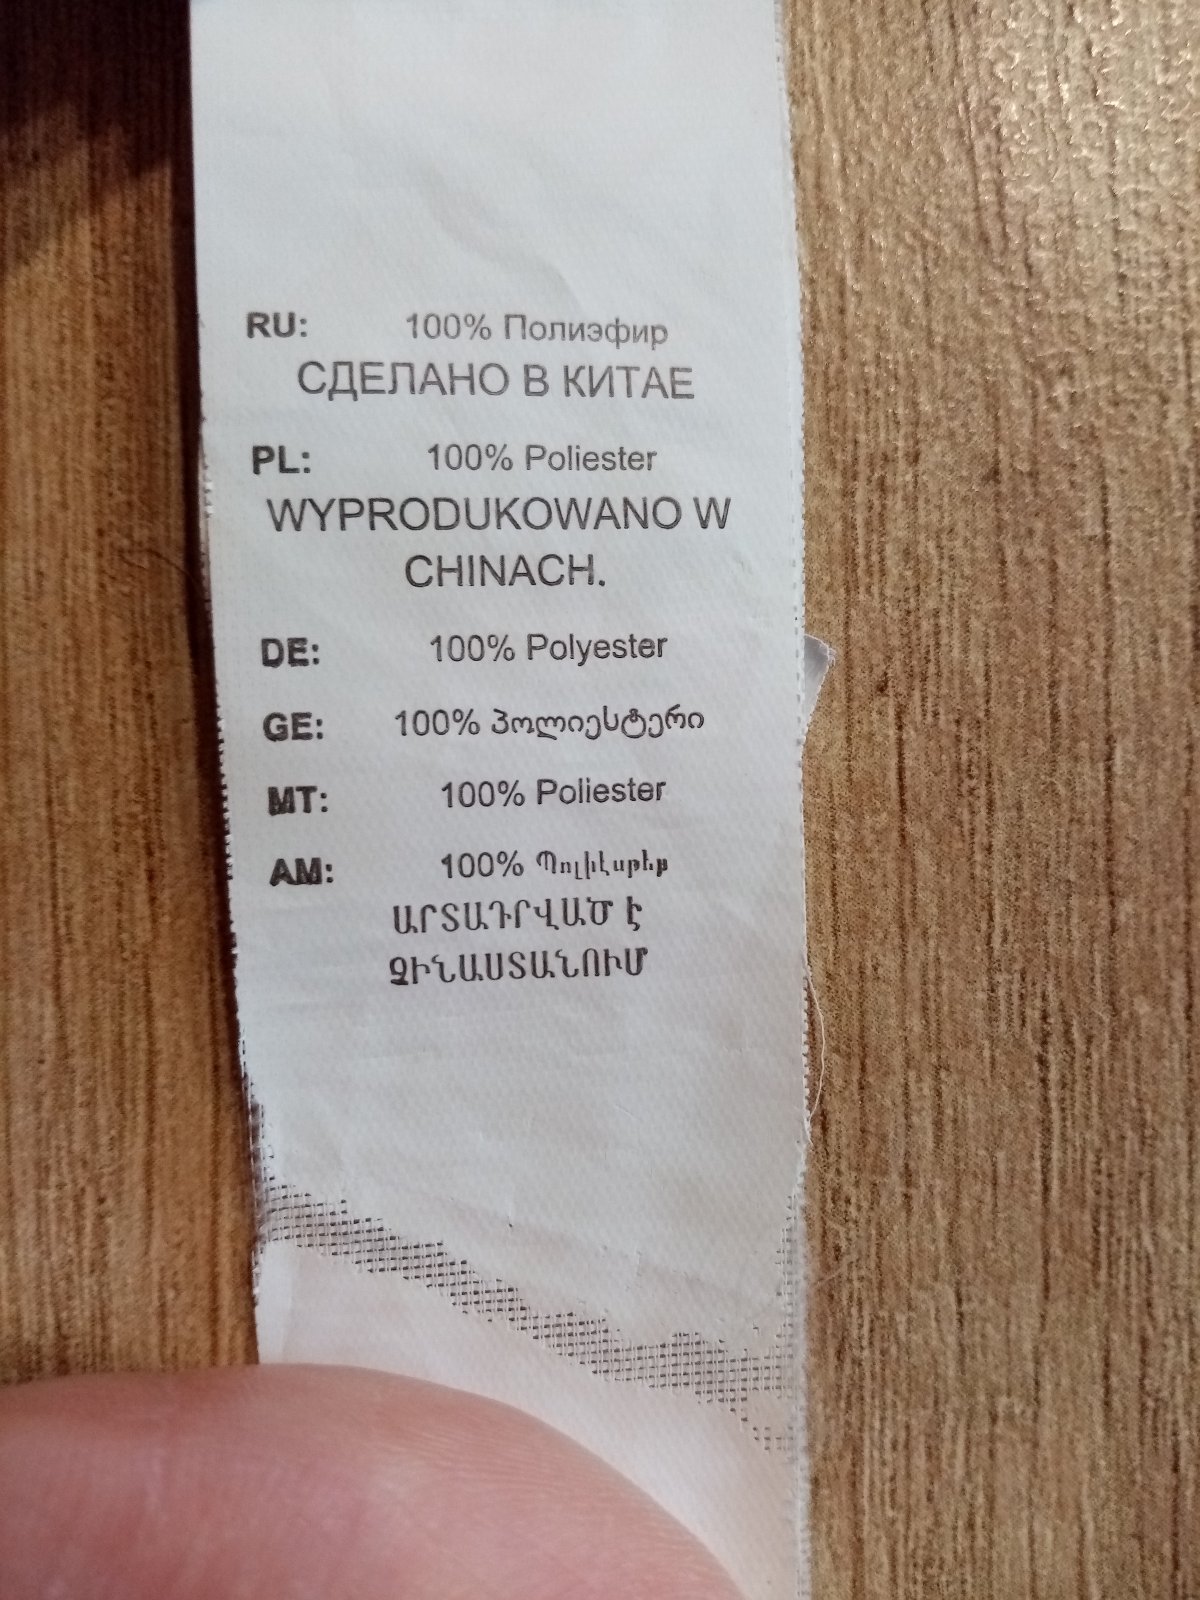 RU: 100% Полиэфир
СДЕЛАНО В КИТАЕ
PL: 100% Poliester
WYPRODUKOWANO W
CHINACH.
DE: 100% Polyester
GE: 100% პოლიესტერი
MT: 100% Poliester
AM: 100% Պոլիէսթեր
ԱՐՏԱԴՐՎԱԾ Է
ՉԻՆԱՍՏԱՆՈՒՄ